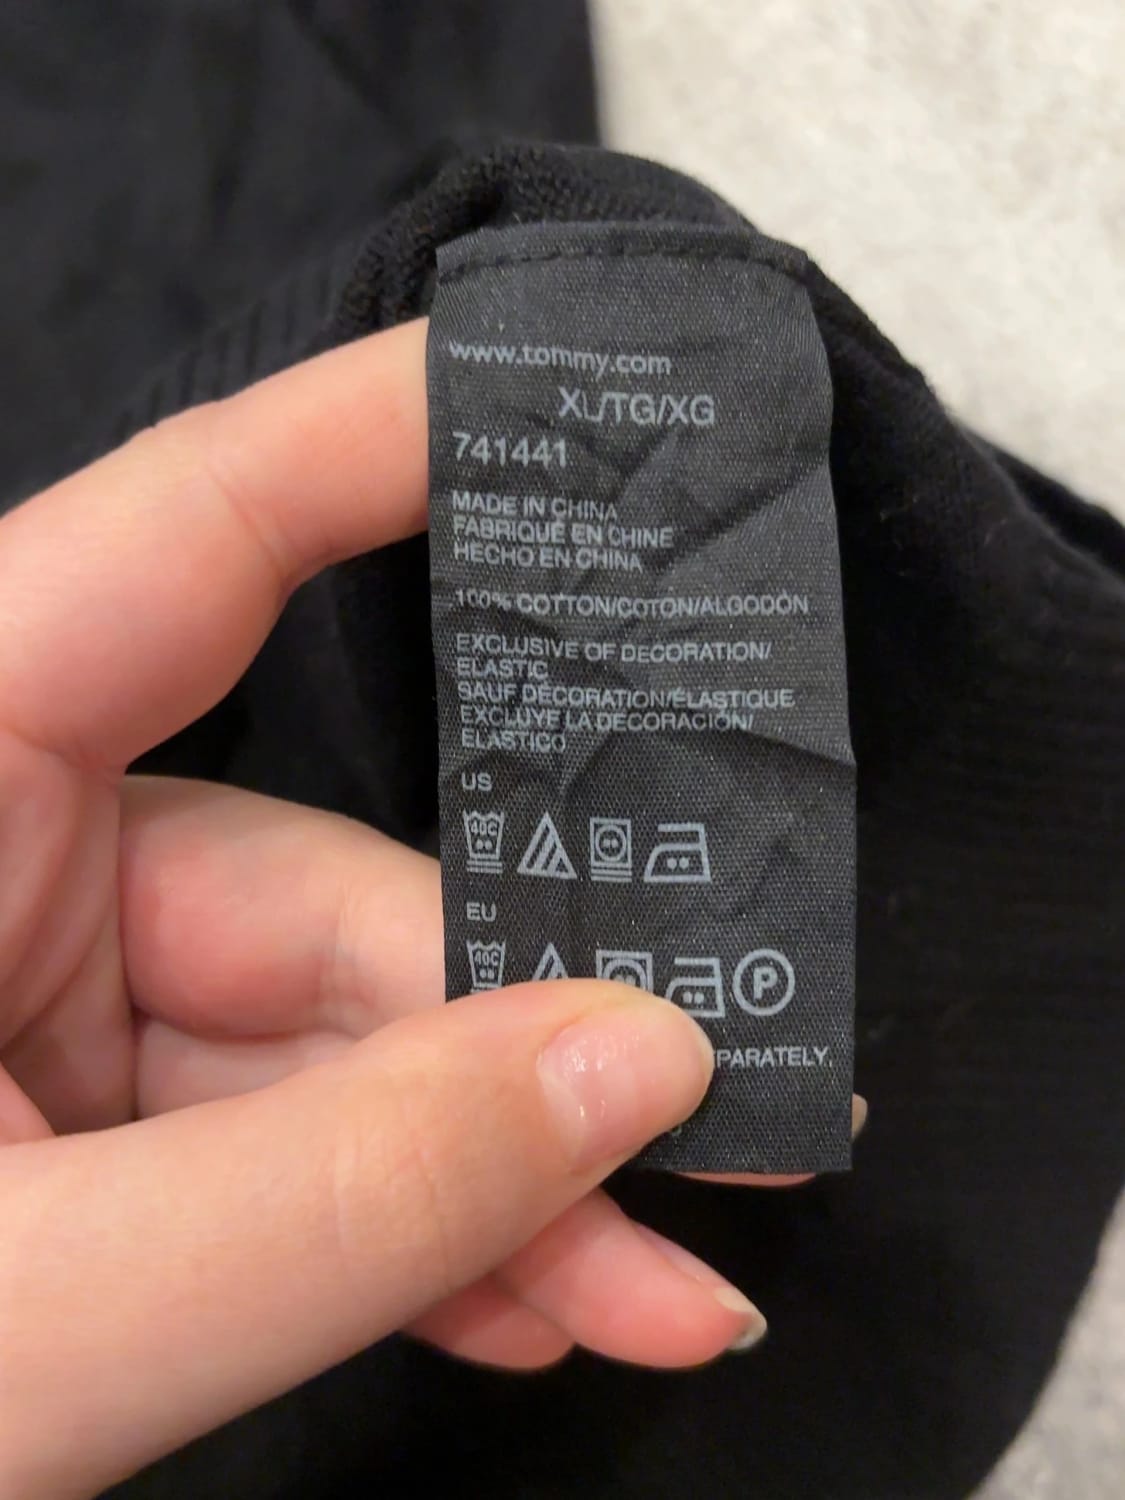 www.tommy.com
XL/TG/XG
741441
MADE IN CHINA
FABRIQUÉ EN CHINE
HECHO EN CHINA
100% COTTON/COTON/ALGODÓN
EXCLUSIVE OF DECORATION/
ELASTIC
SAUF DÉCORATION/ÉLASTIQUE
EXCLUYE LA DECORACIÓN/
ELASTICO
US
40C
EU
40C
P
PARATELY.